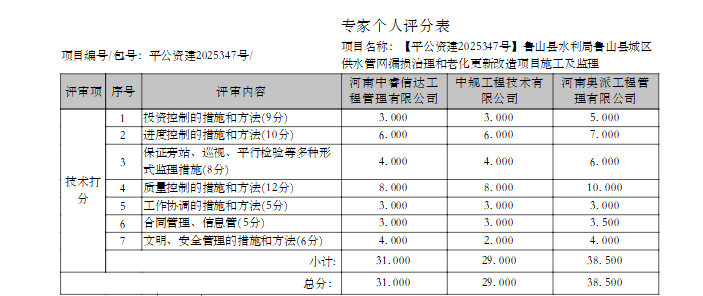 专家个人评分表
项目编号/包号: 平公资建2025347号/
项目名称: 【平公资建2025347号】鲁山县水利局鲁山县城区
供水管网漏损治理和老化更新改造项目施工及监理
评审项 序号 评审内容 河南中睿信达工程管理有限公司 中规工程技术有限公司 河南奥派工程管理有限公司
技术打分
1 投资控制的措施和方法(9分) 3.000 3.000 5.000
2 进度控制的措施和方法(10分) 6.000 6.000 7.000
3 保证旁站、巡视、平行检验等多种形式监理措施(8分) 4.000 4.000 6.000
4 质量控制的措施和方法(12分) 8.000 8.000 10.000
5 工作协调的措施和方法(5分) 3.000 3.000 3.000
6 合同管理、信息管(5分) 3.000 3.000 3.500
7 文明、安全管理的措施和方法(6分) 4.000 2.000 4.000
小计: 31.000 29.000 38.500
总分: 31.000 29.000 38.500